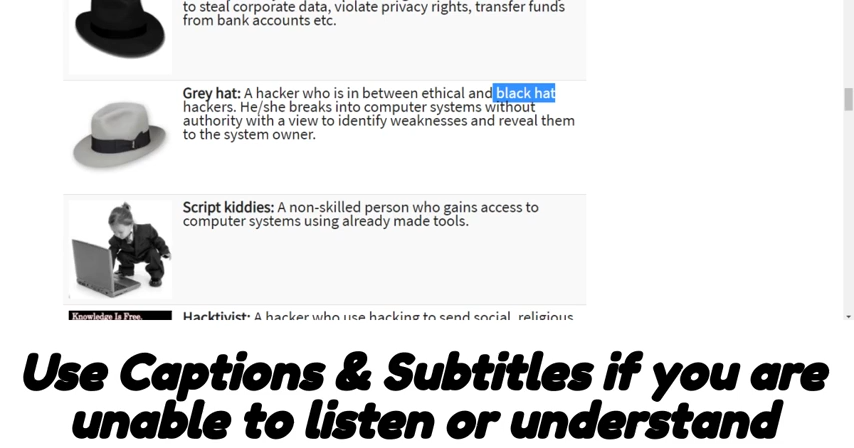 to steal corporate data, violate privacy rights, transfer funds
from bank accounts etc.
Grey hat: A hacker who is in between ethical and black hat
hackers. He/she breaks into computer systems without
authority with a view to identify weaknesses and reveal them
to the system owner.
Script kiddies: A non-skilled person who gains access to
computer systems using already made tools.
Knowledge Is Free.
Hacktivist: A hacker who use hacking to send social, religious,
Use Captions & Subtitles if you are
unable to listen or understand